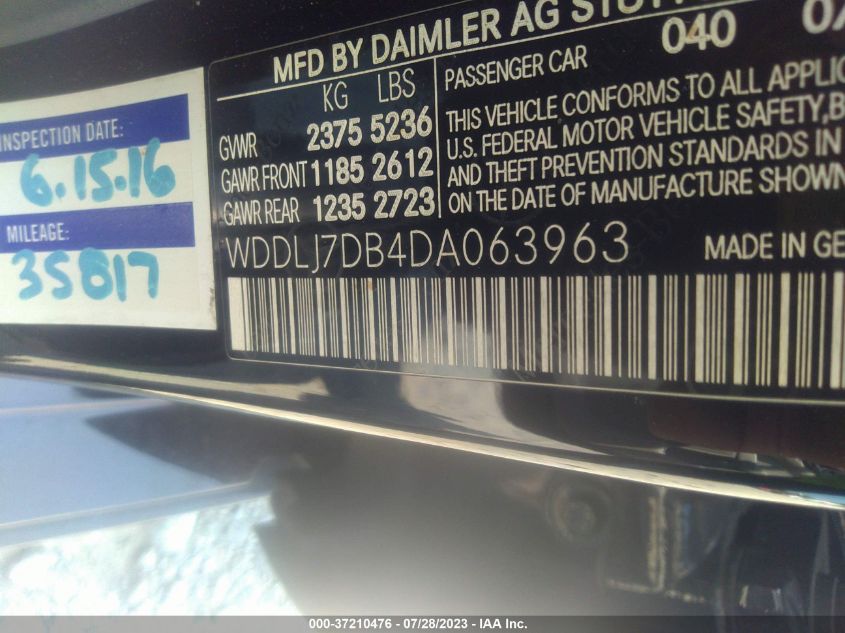 INSPECTION DATE:
6.15.16
MILEAGE:
35817
MFD BY DAIMLER AG
040
KG LBS
GVWR 2375 5236
GAWR FRONT 1185 2612
GAWR REAR 1235 2723
PASSENGER CAR
THIS VEHICLE CONFORMS TO ALL
U.S. FEDERAL MOTOR VEHICLE SAFETY,
AND THEFT PREVENTION STANDARDS IN
ON THE DATE OF MANUFACTURE SHOWN
WDDLJ7DB4DA063963
MADE IN
000-37210476 - 07/28/2023 - IAA Inc.